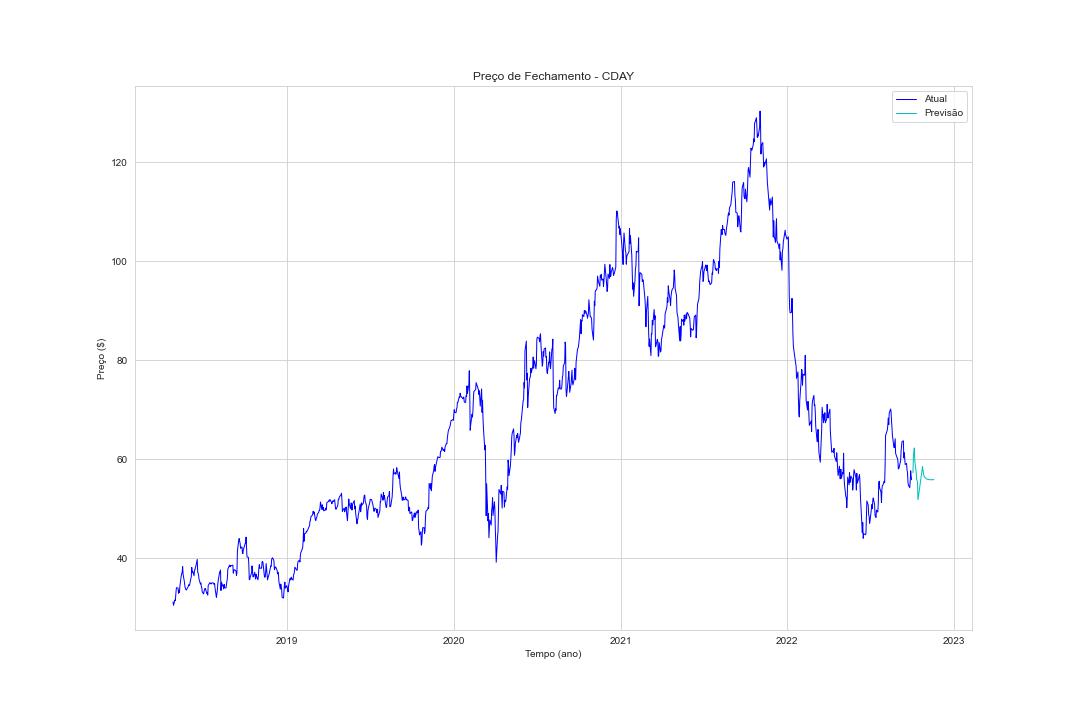 Preço de Fechamento - CDAY
Atual
Previsão
120
100
80
60
40
Preço ($)
2019
2020
2021
2022
2023
Tempo (ano)